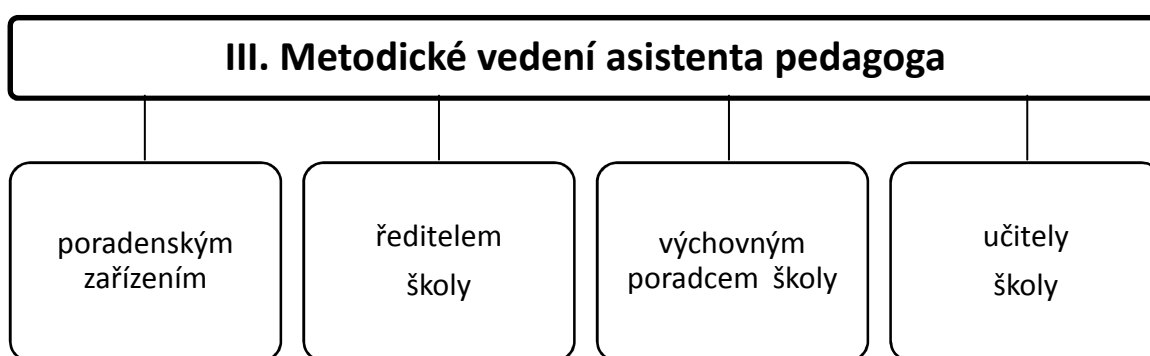 III. Metodické vedení asistenta pedagoga
poradenským
zařízením
ředitelem
školy
výchovným
poradcem školy
učitely
školy